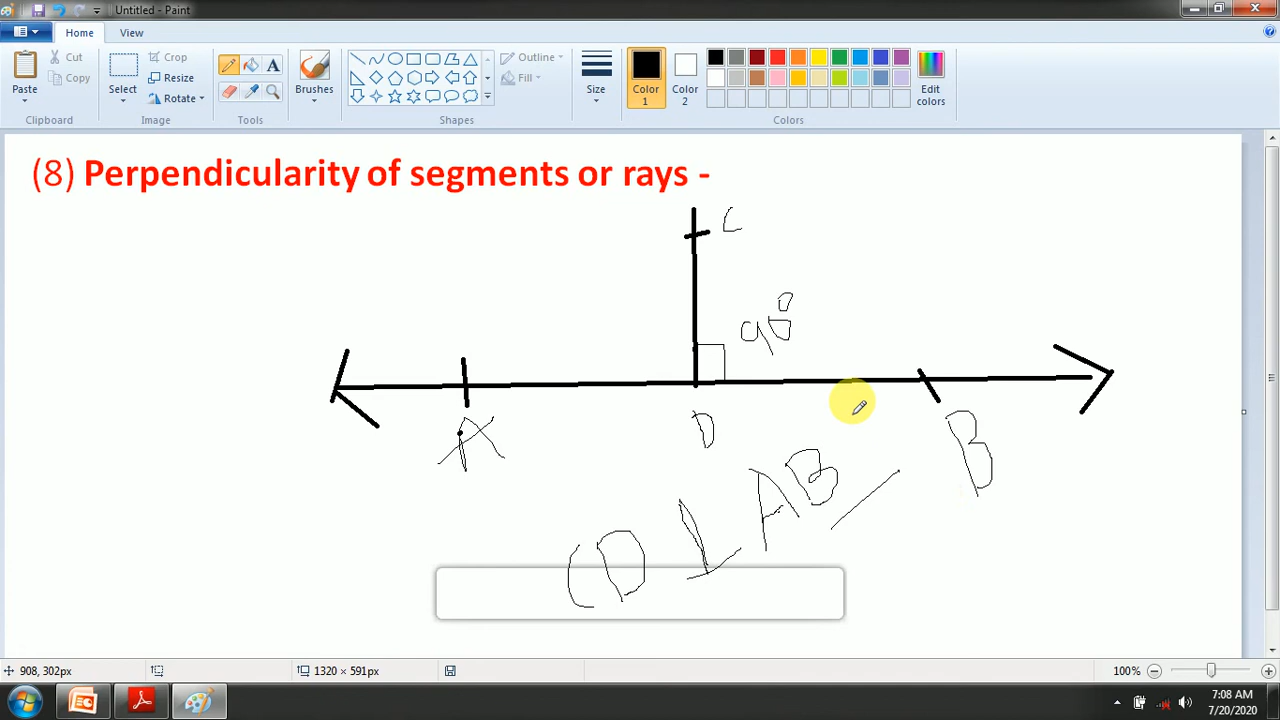 Untitled - Paint
Home View
Paste
Cut
Copy
Clipboard
Select
Crop
Resize
Rotate
Image
A
Tools
Brushes
Outline
Fill
Shapes
Size
Color 1
Color 2
Edit colors
Colors
(8) Perpendicularity of segments or rays -
C
90°
A
D
B
CD ⊥ AB
908, 302px
1320 × 591px
100%
7:08 AM
7/20/2020